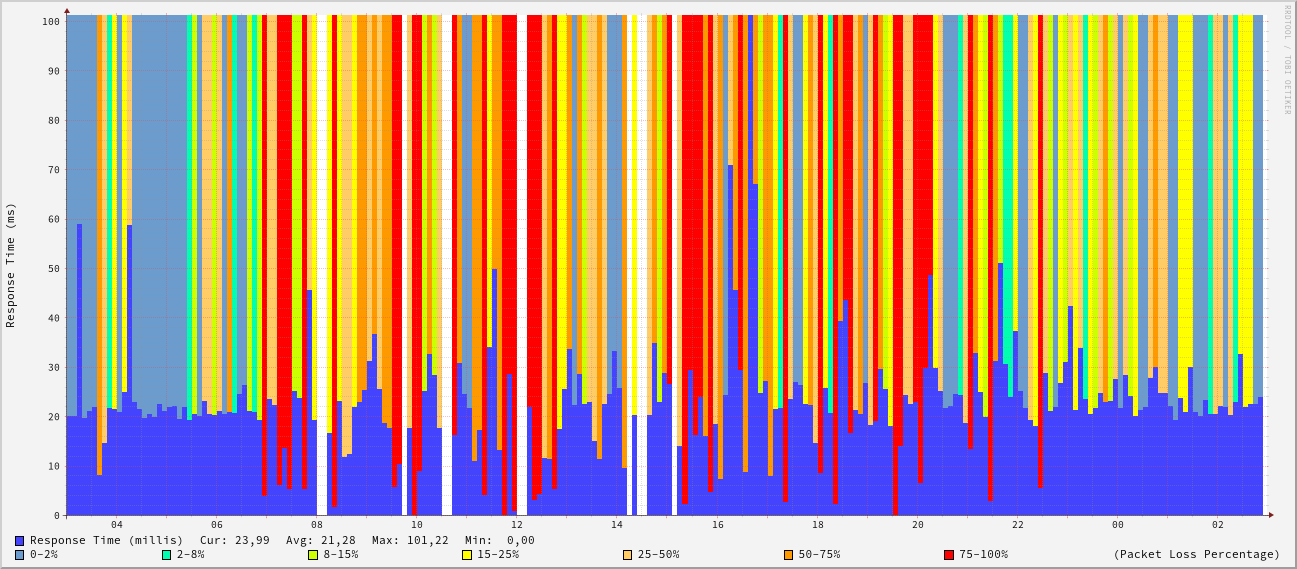 RRDTOOL / TOBI OETIKER
Response Time (ms)
100
90
80
70
60
50
40
30
20
10
0
04 06 08 10 12 14 16 18 20 22 00 02
Response Time (millis) Cur: 23,99 Avg: 21,28 Max: 101,22 Min: 0,00
0-2% 2-8% 8-15% 15-25% 25-50% 50-75% 75-100% (Packet Loss Percentage)